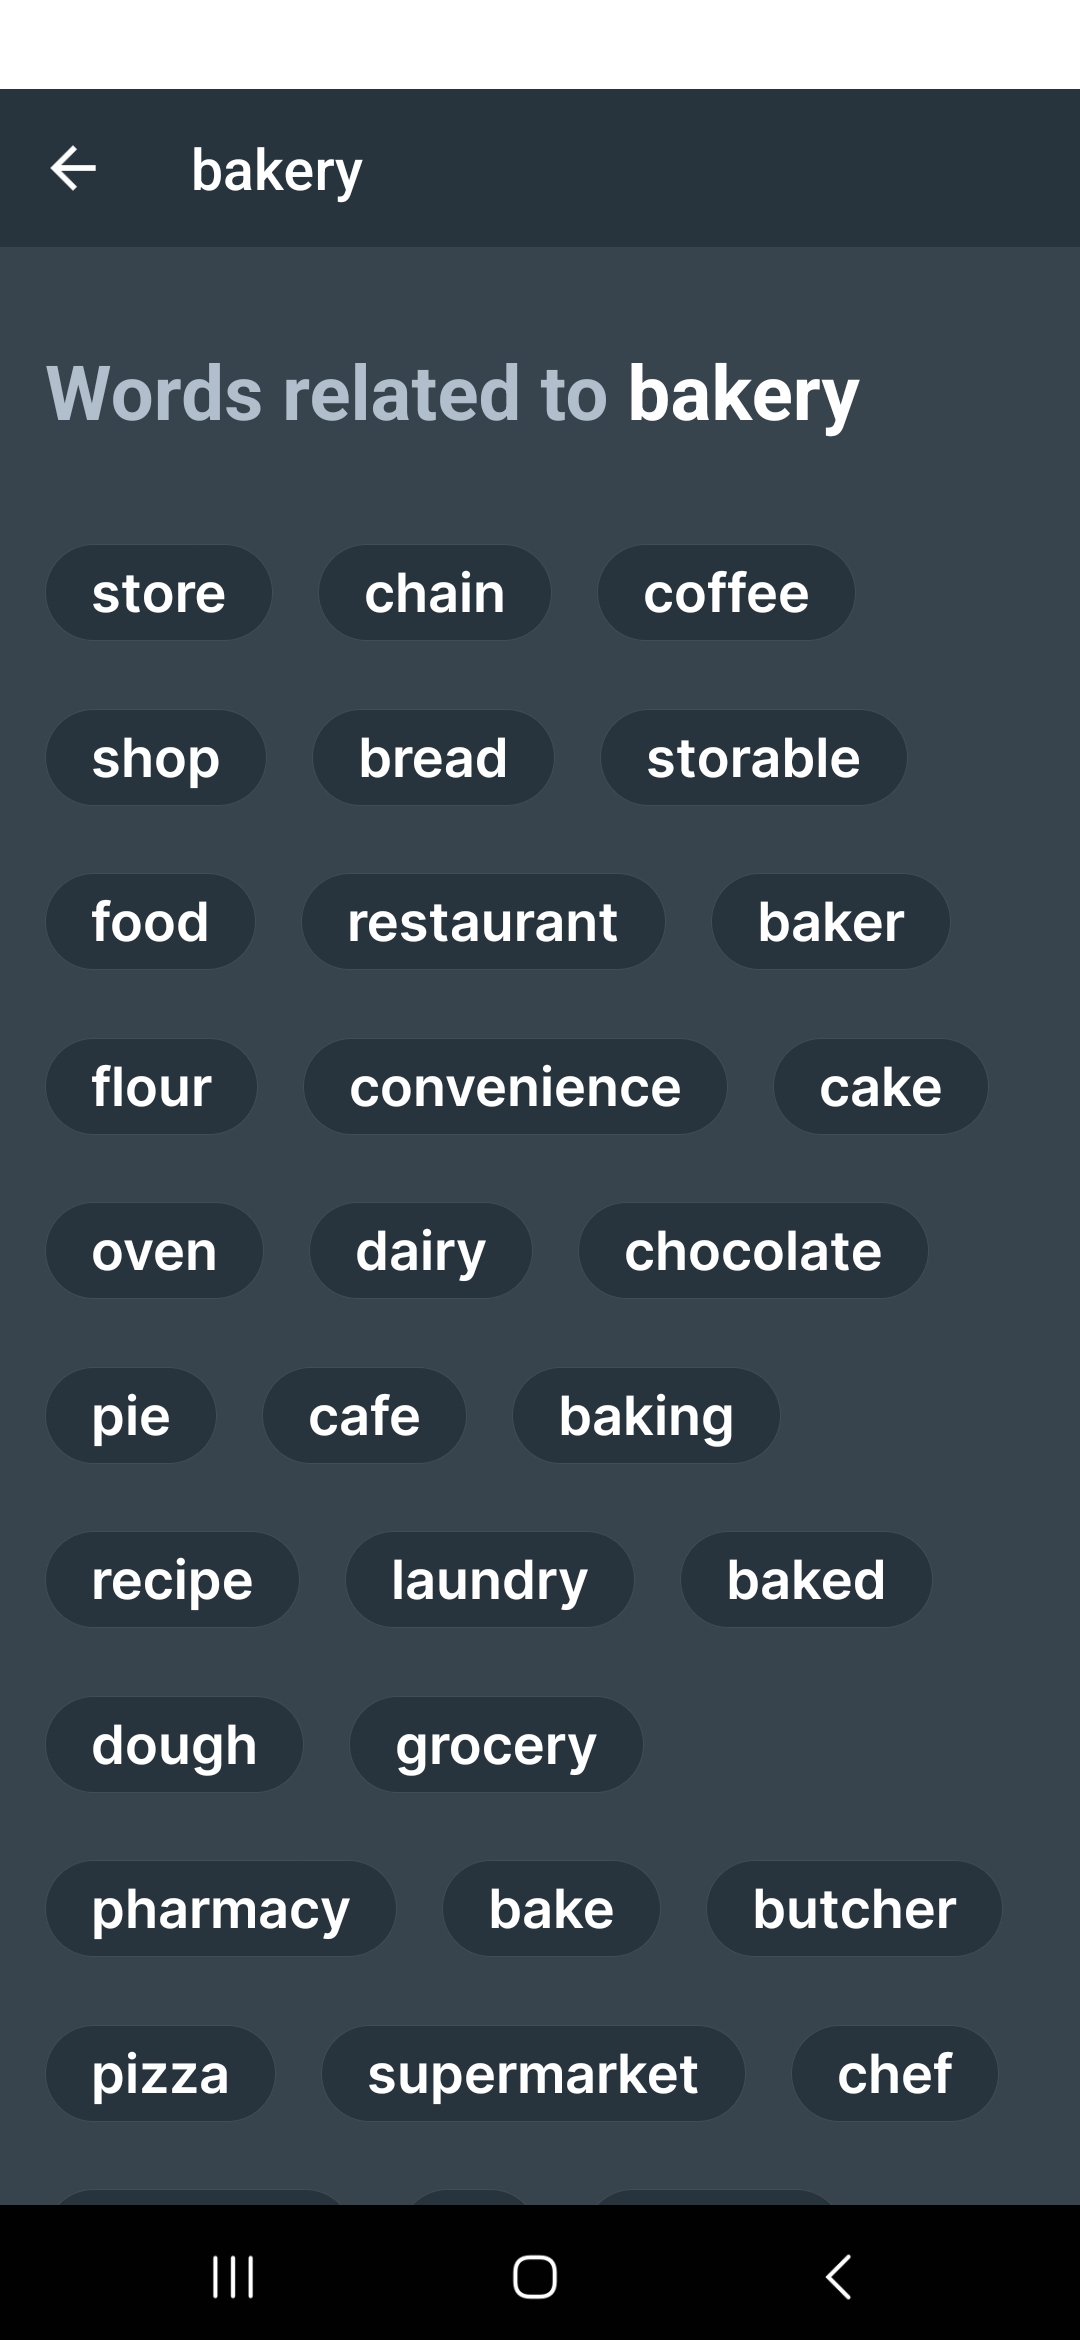 bakery
Words related to bakery
store chain coffee
shop bread storable
food restaurant baker
flour convenience cake
oven dairy chocolate
pie cafe baking
recipe laundry baked
dough grocery
pharmacy bake butcher
pizza supermarket chef